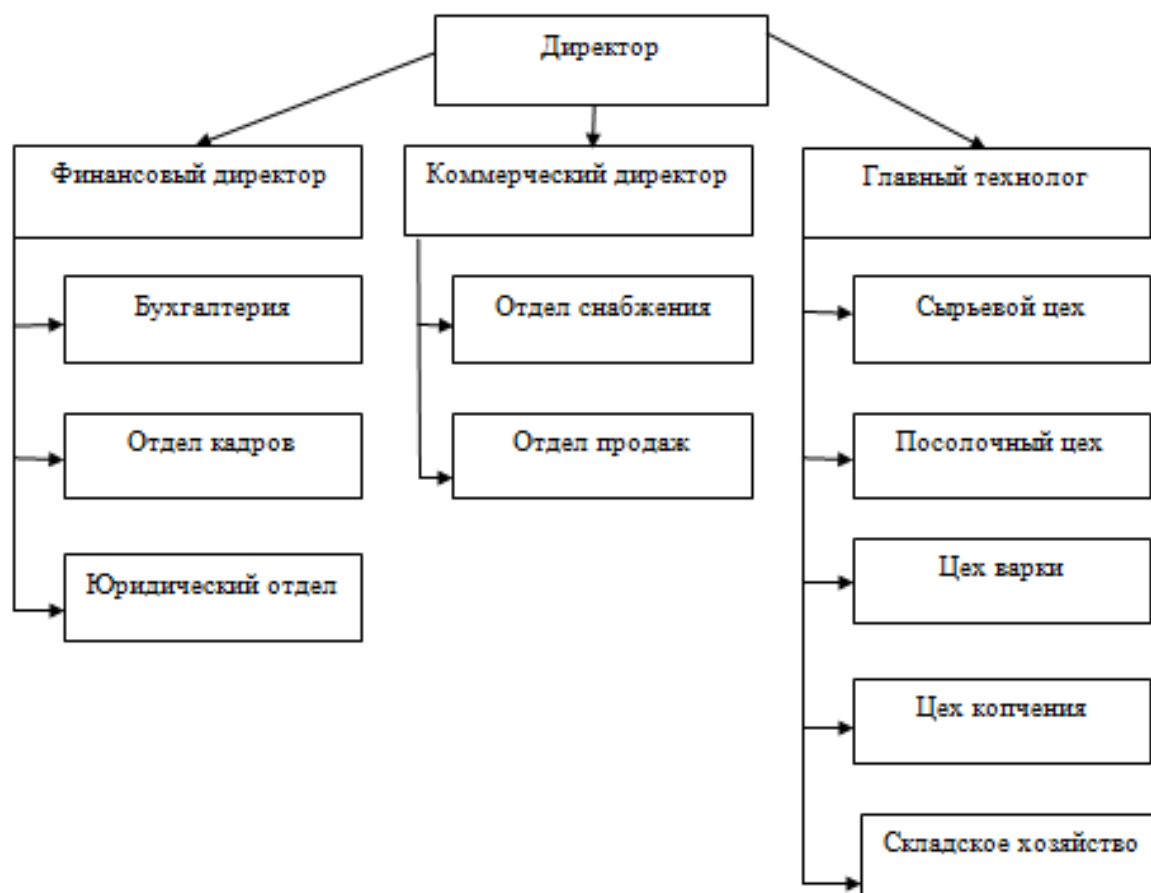 Директор
Финансовый директор
Коммерческий директор
Главный технолог
Бухгалтерия
Отдел снабжения
Сырьевой цех
Отдел кадров
Отдел продаж
Посолочный цех
Юридический отдел
Цех варки
Цех копчения
Складское хозяйство